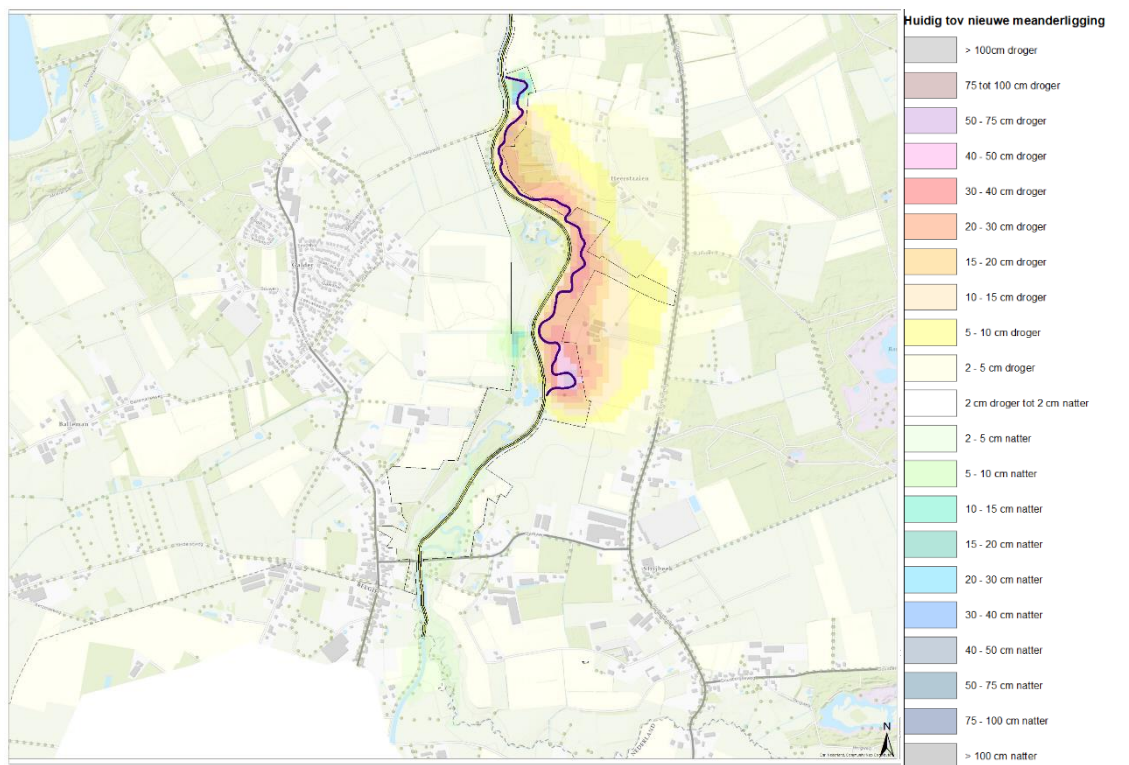 Huidig tov nieuwe meanderligging
> 100cm droger
75 tot 100 cm droger
50 - 75 cm droger
40 - 50 cm droger
30 - 40 cm droger
20 - 30 cm droger
15 - 20 cm droger
10 - 15 cm droger
5 - 10 cm droger
2 - 5 cm droger
2 cm droger tot 2 cm natter
2 - 5 cm natter
5 - 10 cm natter
10 - 15 cm natter
15 - 20 cm natter
20 - 30 cm natter
30 - 40 cm natter
40 - 50 cm natter
50 - 75 cm natter
75 - 100 cm natter
> 100 cm natter
Galder
N
NEDERLAND